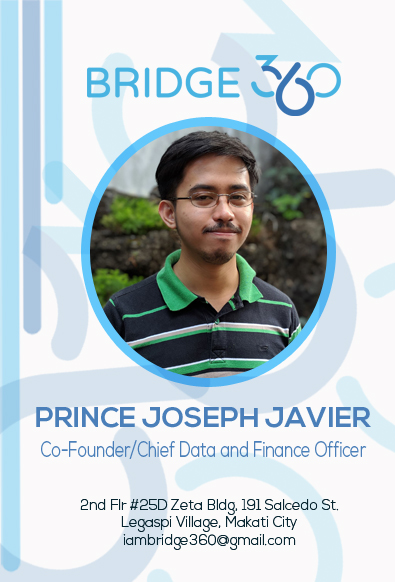 BRIDGE 360
PRINCE JOSEPH JAVIER
Co-Founder/Chief Data and Finance Officer
2nd Flr #25D Zeta Bldg, 191 Salcedo St.
Legaspi Village, Makati City
iambridge360@gmail.com